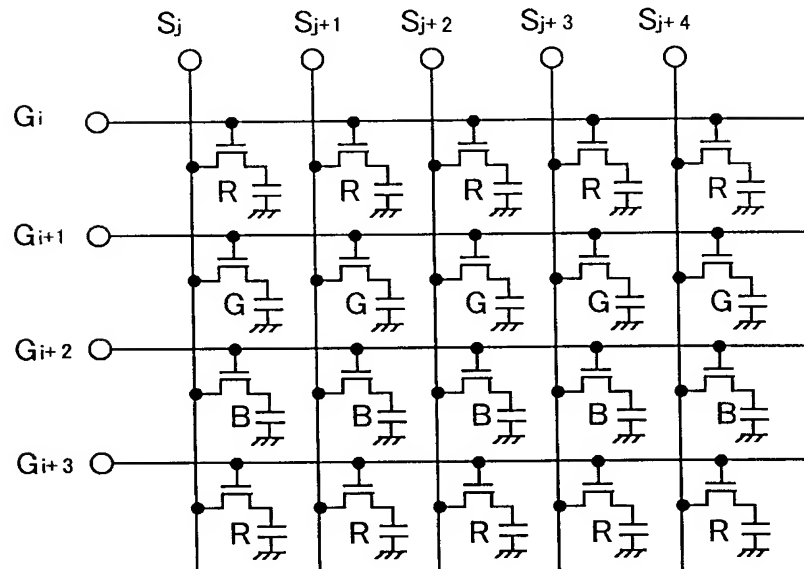 Sj Sj+1 Sj+2 Sj+3 Sj+4
Gi
R R R R R
Gi+1
G G G G G
Gi+2
B B B B B
Gi+3
R R R R R